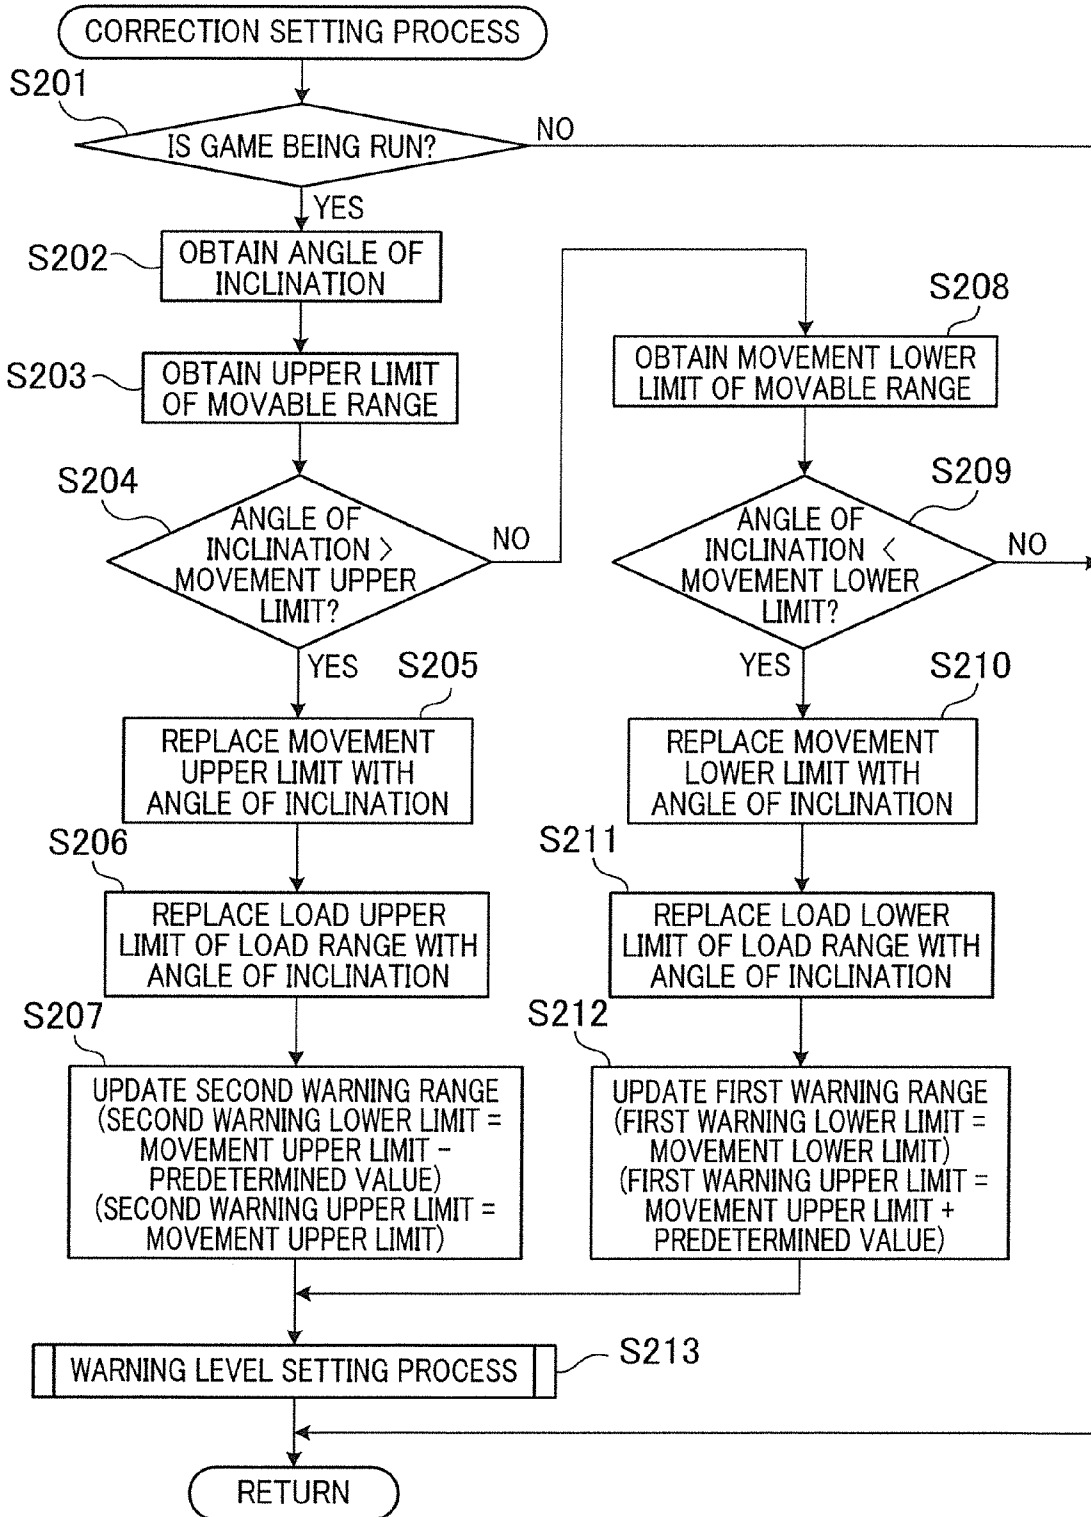 CORRECTION SETTING PROCESS
S201
IS GAME BEING RUN?
NO
YES
S202
OBTAIN ANGLE OF
INCLINATION
S203
OBTAIN UPPER LIMIT
OF MOVABLE RANGE
S204
ANGLE OF
INCLINATION >
MOVEMENT UPPER
LIMIT?
NO
YES
S205
REPLACE MOVEMENT
UPPER LIMIT WITH
ANGLE OF INCLINATION
S206
REPLACE LOAD UPPER
LIMIT OF LOAD RANGE WITH
ANGLE OF INCLINATION
S207
UPDATE SECOND WARNING RANGE
(SECOND WARNING LOWER LIMIT =
MOVEMENT UPPER LIMIT -
PREDETERMINED VALUE)
(SECOND WARNING UPPER LIMIT =
MOVEMENT UPPER LIMIT)
S208
OBTAIN MOVEMENT LOWER
LIMIT OF MOVABLE RANGE
S209
ANGLE OF
INCLINATION <
MOVEMENT LOWER
LIMIT?
NO
YES
S210
REPLACE MOVEMENT
LOWER LIMIT WITH
ANGLE OF INCLINATION
S211
REPLACE LOAD LOWER
LIMIT OF LOAD RANGE WITH
ANGLE OF INCLINATION
S212
UPDATE FIRST WARNING RANGE
(FIRST WARNING LOWER LIMIT =
MOVEMENT LOWER LIMIT)
(FIRST WARNING UPPER LIMIT =
MOVEMENT UPPER LIMIT +
PREDETERMINED VALUE)
WARNING LEVEL SETTING PROCESS
S213
RETURN